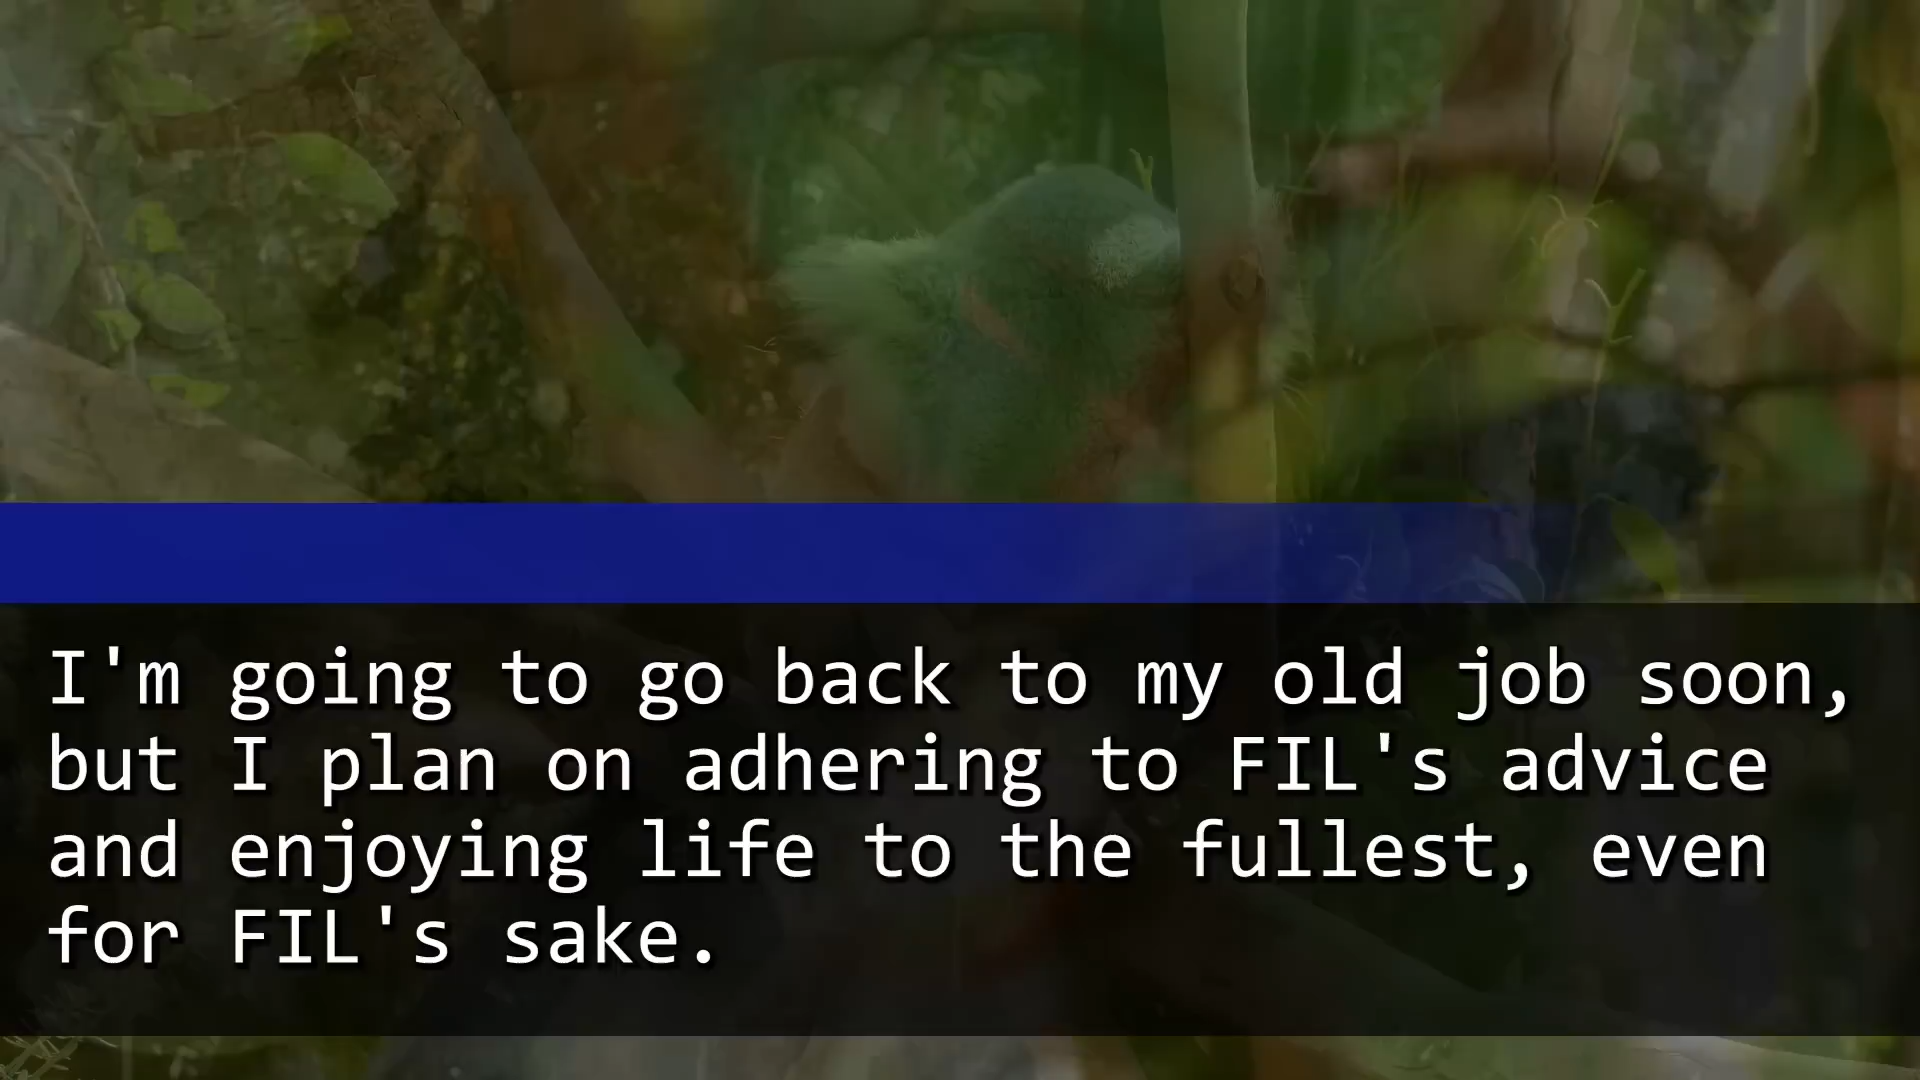 I'm going to go back to my old job soon,
but I plan on adhering to FIL's advice
and enjoying life to the fullest, even
for FIL's sake.